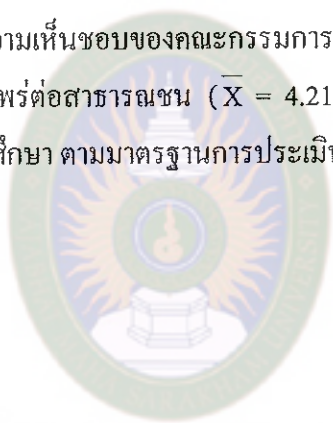 วามเห็นชอบของคณะกรรมการ
พร่ต่อสาธารณชน (X̅ = 4.21
ศึกษา ตามมาตรฐานการประเมิน